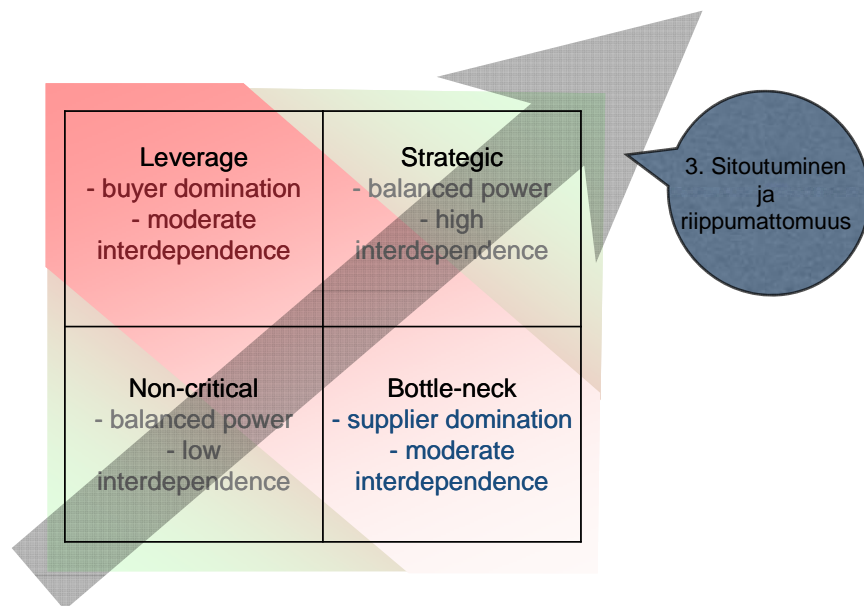 Leverage
- buyer domination
- moderate
interdependence
Strategic
- balanced power
- high
interdependence
Non-critical
- balanced power
- low
interdependence
Bottle-neck
- supplier domination
- moderate
interdependence
3. Sitoutuminen
ja
riippumattomuus